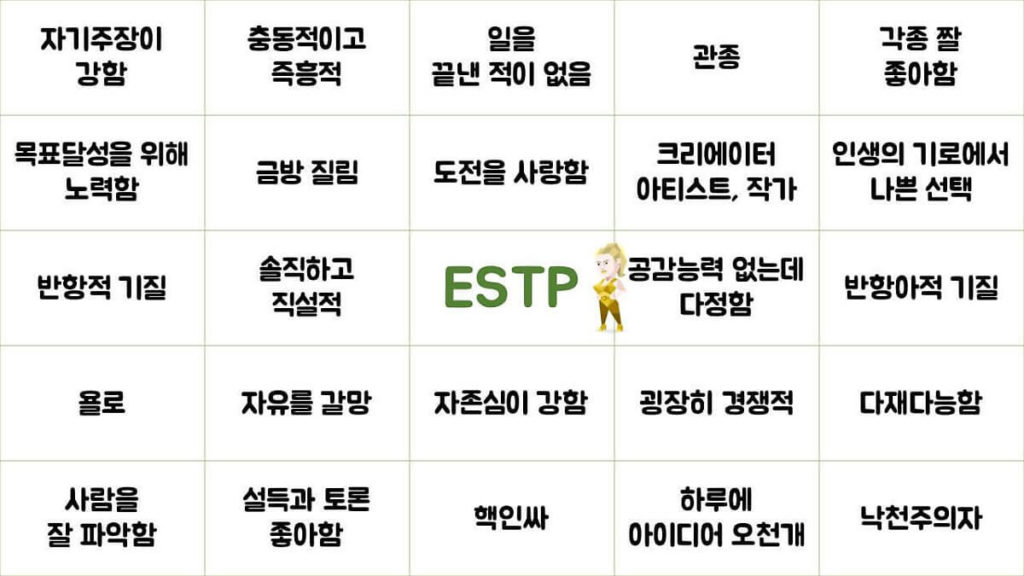 자기주장이
강함
충동적이고
즉흥적
일을
끝낸 적이 없음
관종
각종 짤
좋아함
목표달성을 위해
노력함
금방 질림
도전을 사랑함
크리에이터
아티스트, 작가
인생의 기로에서
나쁜 선택
반항적 기질
솔직하고
직설적
ESTP
공감능력 없는데
다정함
반항아적 기질
욜로
자유를 갈망
자존심이 강함
굉장히 경쟁적
다재다능함
사람을
잘 파악함
설득과 토론
좋아함
핵인싸
하루에
아이디어 오천개
낙천주의자